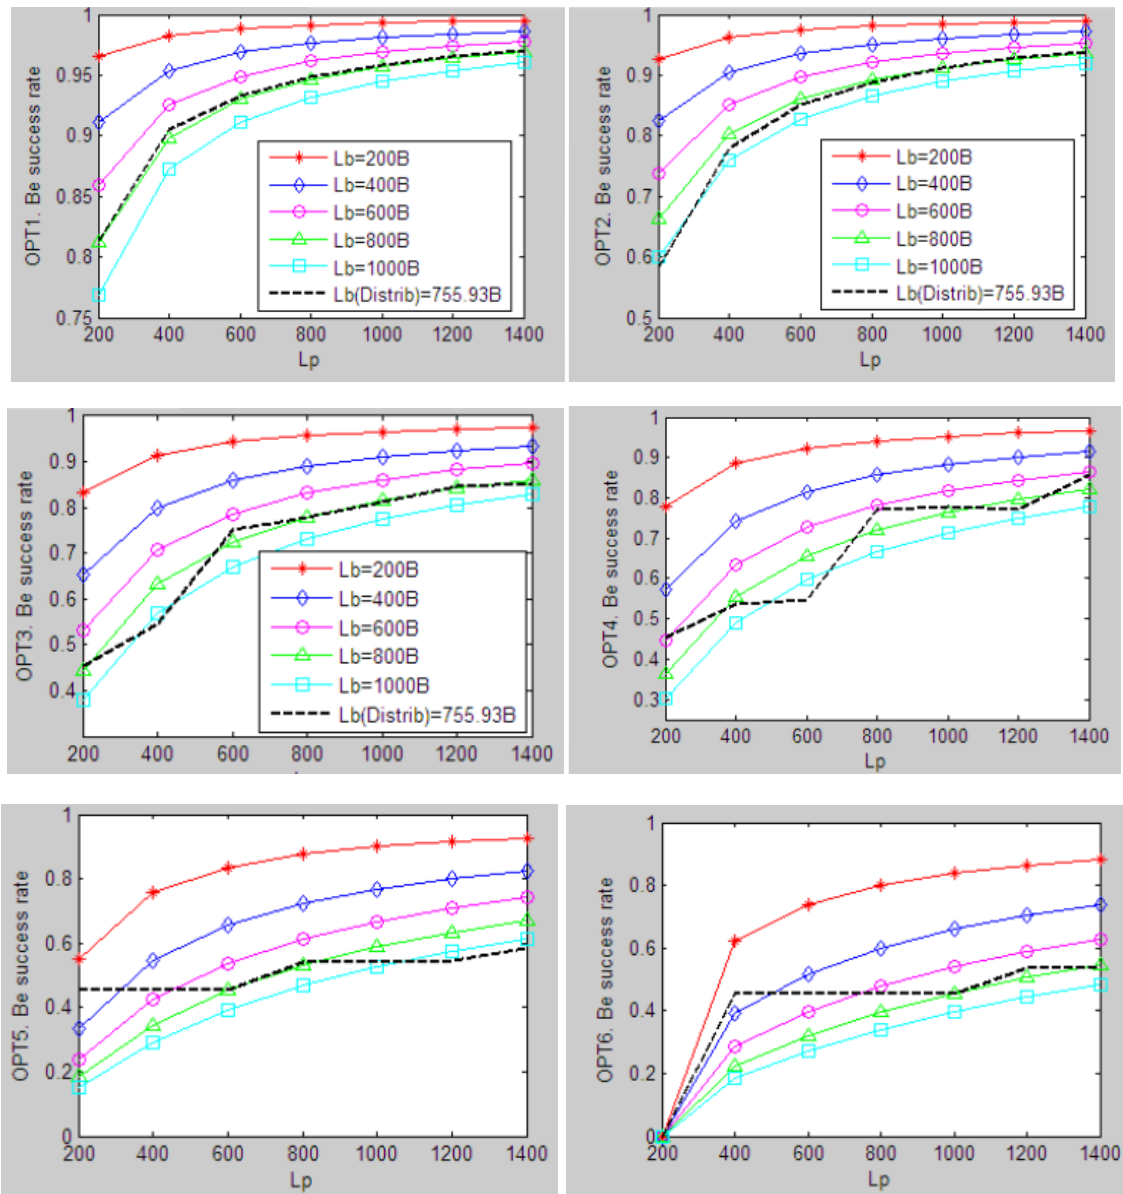 1
0.95
0.9
0.85
0.8
0.75
OPT1. Be success rate
Lb=200B
Lb=400B
Lb=600B
Lb=800B
Lb=1000B
Lb(Distrib)=755.93B
200 400 600 800 1000 1200 1400
Lp
1
0.9
0.8
0.7
0.6
0.5
OPT2. Be success rate
Lb=200B
Lb=400B
Lb=600B
Lb=800B
Lb=1000B
Lb(Distrib)=755.93B
200 400 600 800 1000 1200 1400
Lp
1
0.9
0.8
0.7
0.6
0.5
0.4
OPT3. Be success rate
Lb=200B
Lb=400B
Lb=600B
Lb=800B
Lb=1000B
Lb(Distrib)=755.93B
200 400 600 800 1000 1200 1400
1
0.9
0.8
0.7
0.6
0.5
0.4
0.3
OPT4. Be success rate
200 400 600 800 1000 1200 1400
Lp
1
0.8
0.6
0.4
0.2
0
OPT5. Be success rate
200 400 600 800 1000 1200 1400
Lp
1
0.8
0.6
0.4
0.2
0
OPT6. Be success rate
200 400 600 800 1000 1200 1400
Lp